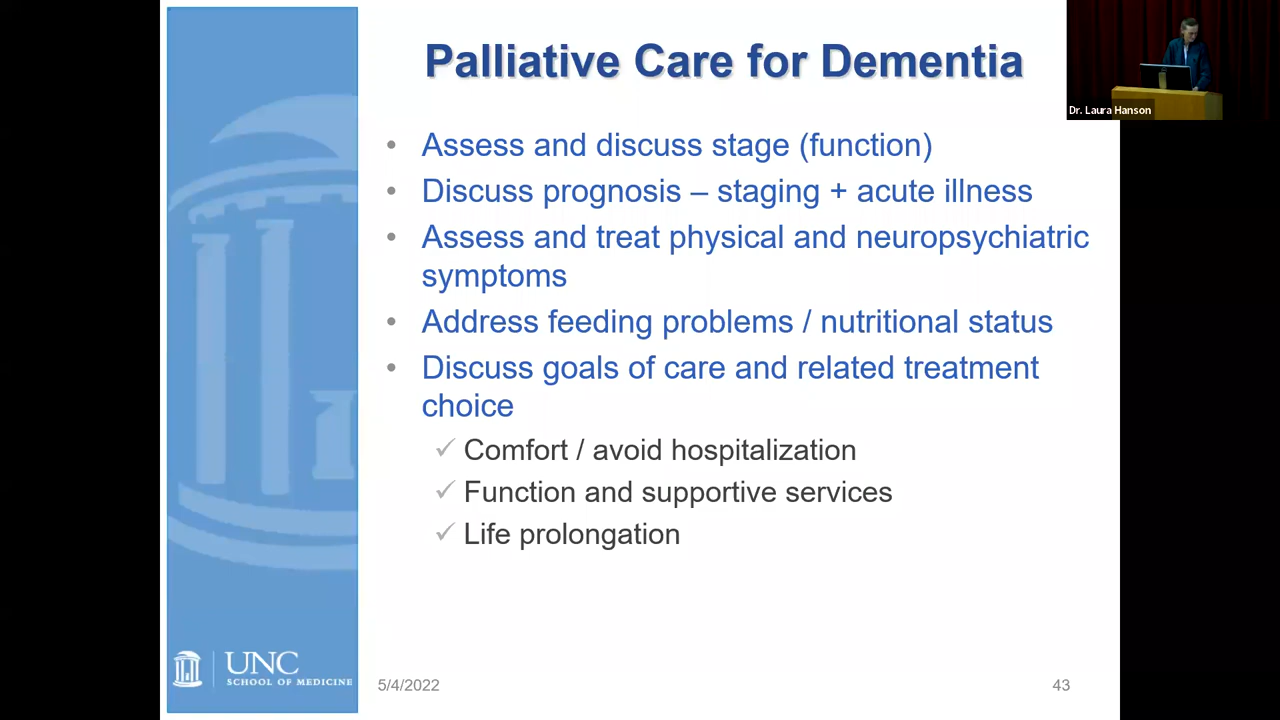 Palliative Care for Dementia
Dr. Laura Hanson
• Assess and discuss stage (function)
• Discuss prognosis – staging + acute illness
• Assess and treat physical and neuropsychiatric
symptoms
• Address feeding problems / nutritional status
• Discuss goals of care and related treatment
choice
✓ Comfort / avoid hospitalization
✓ Function and supportive services
✓ Life prolongation
UNC
SCHOOL OF MEDICINE
5/4/2022
43